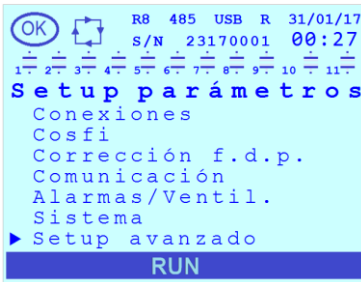 OK R8 485 USB R 31/01/17
S/N 23170001 00:27
1 2 3 4 5 6 7 8 9 10 11
Setup parámetros
Conexiones
Cosfi
Corrección f.d.p.
Comunicación
Alarmas/Ventil.
Sistema
Setup avanzado
RUN